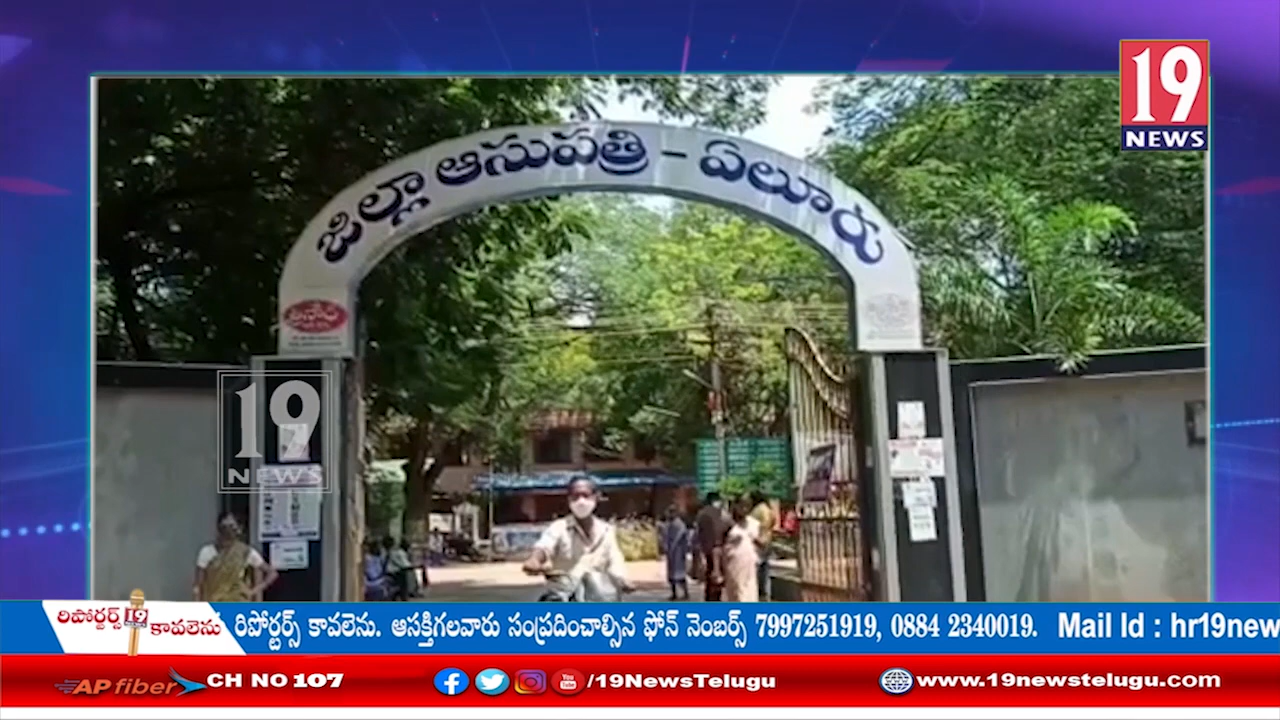 19
NEWS
జిల్లా ఆసుపత్రి - ఏలూరు
19
NEWS
రిపోర్టర్స్ 19 కావలెను
రిపోర్టర్స్ కావలెను. ఆసక్తిగలవారు సంప్రదించాల్సిన ఫోన్ నెంబర్స్ 7997251919, 0884 2340019. Mail Id : hr19new
AP fiber CH NO 107
/19NewsTelugu
www.19newstelugu.com